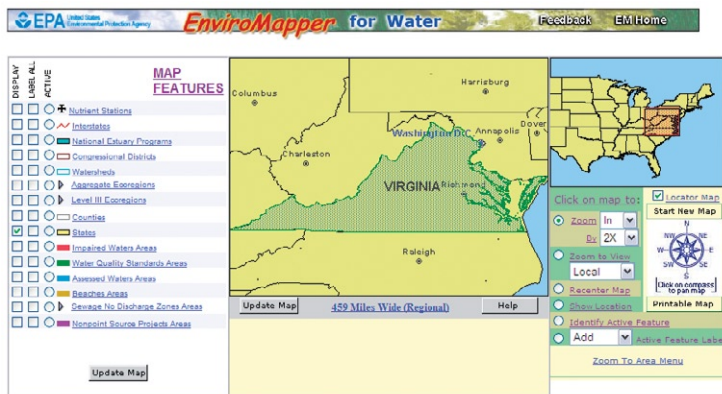 EPA United States Environmental Protection Agency EnviroMapper for Water Feedback EM Home
DISPLAY LABEL ALL ACTIVE
MAP FEATURES
Nutrient Stations
Interstates
National Estuary Programs
Congressional Districts
Watersheds
Aggregate Ecoregions
Level III Ecoregions
Counties
States
Impaired Waters Areas
Water Quality Standards Areas
Assessed Waters Areas
Beaches Areas
Sewage No Discharge Zones Areas
Nonpoint Source Projects Areas
Update Map
Columbus
Harrisburg
Washington D.C.
Annapolis
Dover
Charleston
VIRGINIA
Richmond
Raleigh
Update Map 459 Miles Wide (Regional) Help
Click on map to:
Zoom In
By 2X
Zoom to View
Local
Recenter Map
Show Location
Identify Active Feature
Add Active Feature Labe
Zoom To Area Menu
Locator Map
Start New Map
N
NW NE
W E
SW SE
S
Click on compass
to pan map
Printable Map